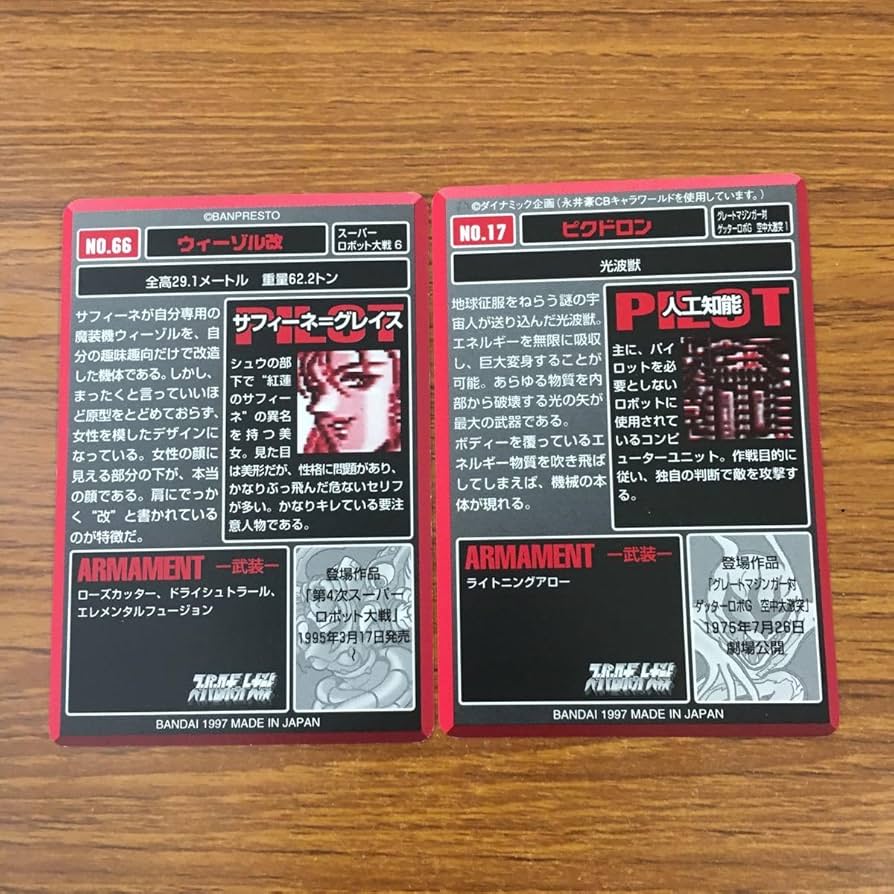 ©BANPRESTO
NO.66
ウィーゾル改
スーパー
ロボット大戦 6
全高29.1メートル　重量62.2トン
サフィーネが自分専用の
魔装機ウィーゾルを、自
分の趣味趣向だけで改造
した機体である。しかし、
まったくと言っていいほ
ど原型をとどめておらず、
女性を模したデザインに
なっている。女性の顔に
見える部分の下が、本当
の顔である。肩にでっか
く“改”と書かれている
のが特徴だ。
PILOT
サフィーネ=グレイス
シュウの部
下で“紅蓮
のサフィー
ネ”の異名
を持つ美
女。見た目
は美形だが、性格に問題があり、
かなりぶっ飛んだ危ないセリフ
が多い。かなりキレている要注
意人物である。
ARMAMENT ―武装―
ローズカッター、ドライシュトラール、
エレメンタルフュージョン
登場作品
「第4次スーパー
ロボット大戦」
1995年3月17日発売
〜
スパロボ大戦
BANDAI 1997 MADE IN JAPAN
©ダイナミック企画(永井豪CBキャラワールドを使用しています。)
NO.17
ピクドロン
グレートマジンガー対
ゲッターロボG　空中大激突 1
光波獣
地球征服をねらう謎の宇
宙人が送り込んだ光波獣。
エネルギーを無限に吸収
し、巨大変身することが
可能。あらゆる物質を内
部から破壊する光の矢が
最大の武器である。
ボディーを覆っているエ
ネルギー物質を吹き飛ば
してしまえば、機械の本
体が現れる。
PILOT
人工知能
主に、パイ
ロットを必
要としない
ロボットに
使用されて
いるコンピ
ューターユニット。作戦目的に
従い、独自の判断で敵を攻撃す
る。
ARMAMENT ―武装―
ライトニングアロー
登場作品
「グレートマジンガー対
ゲッターロボG　空中大激突」
1975年7月26日
劇場公開
スパロボ大戦
BANDAI 1997 MADE IN JAPAN